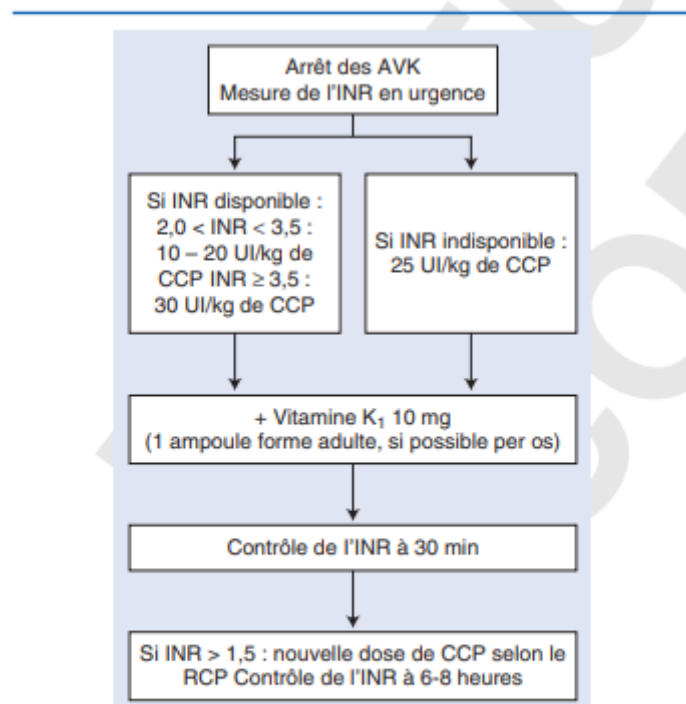 Arrêt des AVK
Mesure de l'INR en urgence
Si INR disponible :
2,0 < INR < 3,5 :
10 – 20 UI/kg de
CCP INR ≥ 3,5 :
30 UI/kg de CCP
Si INR indisponible :
25 UI/kg de CCP
+ Vitamine K₁ 10 mg
(1 ampoule forme adulte, si possible per os)
Contrôle de l'INR à 30 min
Si INR > 1,5 : nouvelle dose de CCP selon le
RCP Contrôle de l'INR à 6-8 heures